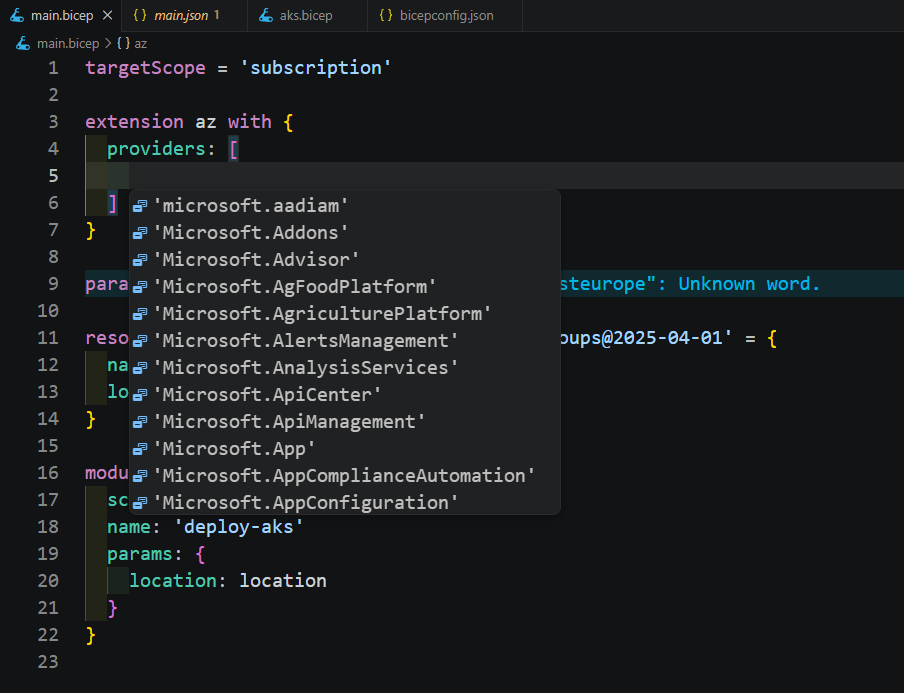 main.bicep
main.json 1
aks.bicep
bicepconfig.json
main.bicep > {} az
1 targetScope = 'subscription'
2
3 extension az with {
4 providers: [
5
6 ]
7 }
8
9 para steurope": Unknown word.
10
11 reso oups@2025-04-01' = {
12 na
13 lo
14 }
15
16 modu
17 sc
18 name: 'deploy-aks'
19 params: {
20 location: location
21 }
22 }
23
'microsoft.aadiam'
'Microsoft.Addons'
'Microsoft.Advisor'
'Microsoft.AgFoodPlatform'
'Microsoft.AgriculturePlatform'
'Microsoft.AlertsManagement'
'Microsoft.AnalysisServices'
'Microsoft.ApiCenter'
'Microsoft.ApiManagement'
'Microsoft.App'
'Microsoft.AppComplianceAutomation'
'Microsoft.AppConfiguration'